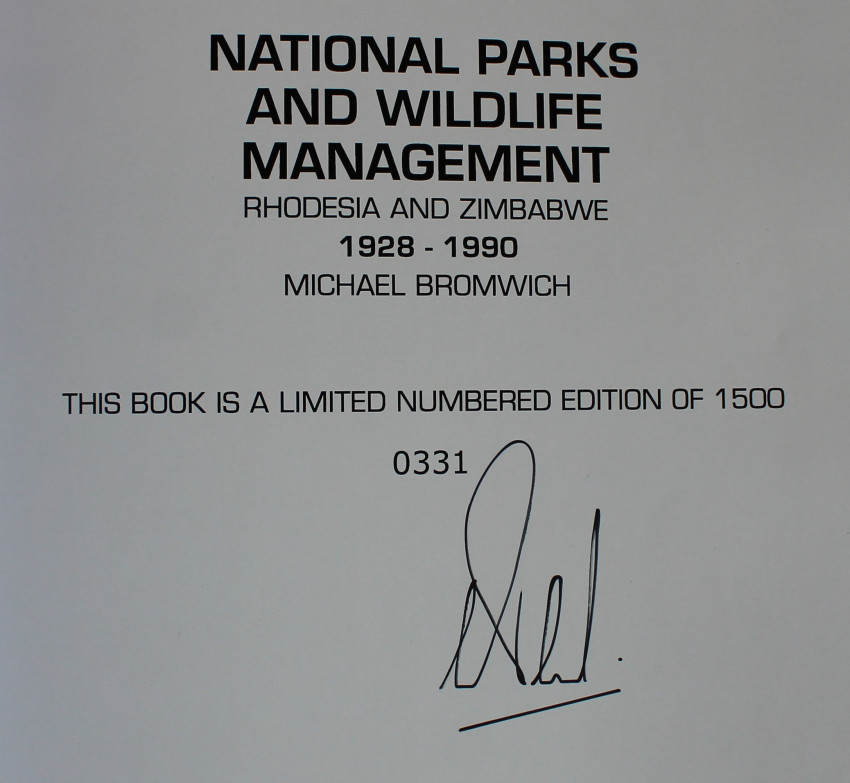 NATIONAL PARKS
AND WILDLIFE
MANAGEMENT
RHODESIA AND ZIMBABWE
1928 - 1990
MICHAEL BROMWICH
THIS BOOK IS A LIMITED NUMBERED EDITION OF 1500
0331